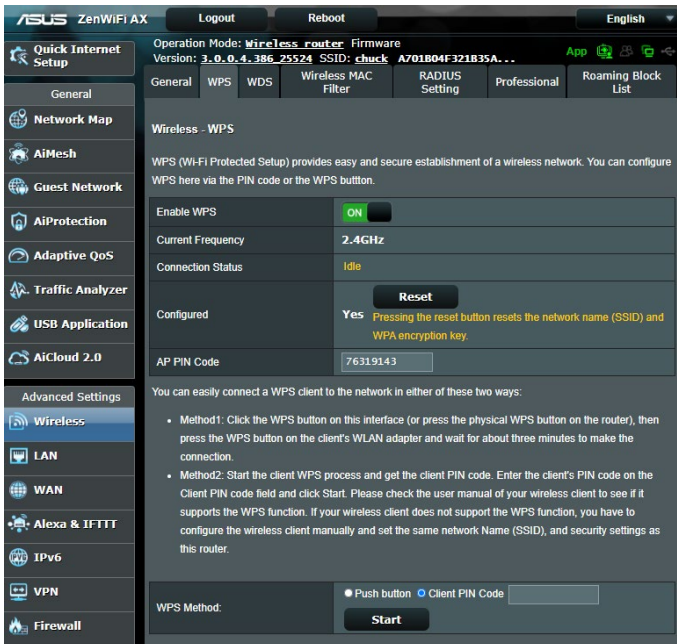 ASUS ZenWiFi AX Logout Reboot English
Quick Internet Setup
Operation Mode: Wireless router Firmware
Version: 3.0.0.4.386_25524 SSID: chuck A701B04F321B35A...
App
General WPS WDS Wireless MAC Filter RADIUS Setting Professional Roaming Block List
General
Network Map
AiMesh
Guest Network
AiProtection
Adaptive QoS
Traffic Analyzer
USB Application
AiCloud 2.0
Advanced Settings
Wireless
LAN
WAN
Alexa & IFTTT
IPv6
VPN
Firewall
Wireless - WPS
WPS (Wi-Fi Protected Setup) provides easy and secure establishment of a wireless network. You can configure
WPS here via the PIN code or the WPS buttton.
Enable WPS ON
Current Frequency 2.4GHz
Connection Status Idle
Configured Yes Reset
Pressing the reset button resets the network name (SSID) and
WPA encryption key.
AP PIN Code 76319143
You can easily connect a WPS client to the network in either of these two ways:
• Method1: Click the WPS button on this interface (or press the physical WPS button on the router), then
press the WPS button on the client's WLAN adapter and wait for about three minutes to make the
connection.
• Method2: Start the client WPS process and get the client PIN code. Enter the client's PIN code on the
Client PIN code field and click Start. Please check the user manual of your wireless client to see if it
supports the WPS function. If your wireless client does not support the WPS function, you have to
configure the wireless client manually and set the same network Name (SSID), and security settings as
this router.
WPS Method: Push button Client PIN Code
Start